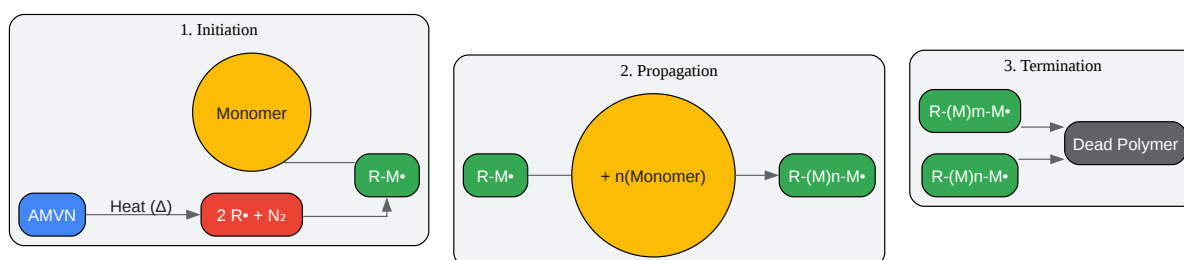 1. Initiation
Monomer
R-M•
AMVN
Heat (Δ)
2 R• + N₂
2. Propagation
R-M•
+ n(Monomer)
R-(M)n-M•
3. Termination
R-(M)m-M•
Dead Polymer
R-(M)n-M•